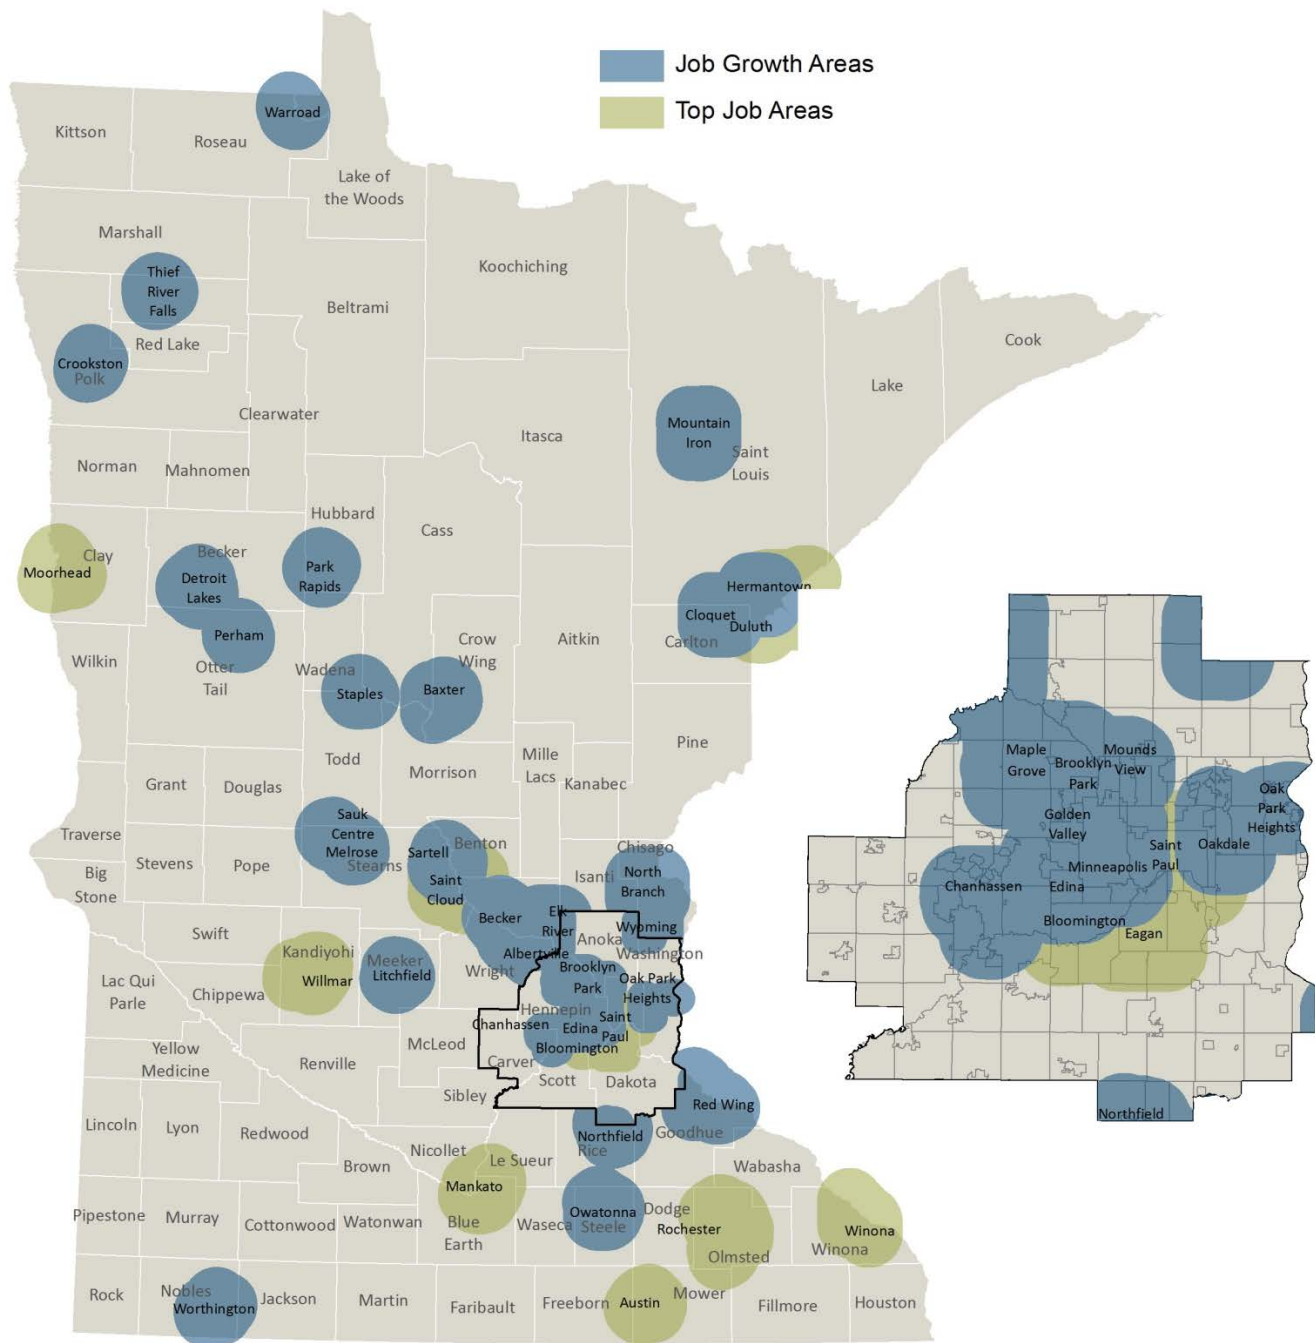 Job Growth Areas
Top Job Areas
Warroad
Kittson
Roseau
Lake of
the Woods
Marshall
Koochiching
Thief
River
Falls
Beltrami
Red Lake
Cook
Crookston
Polk
Lake
Clearwater
Mountain
Iron
Itasca
Saint
Louis
Norman
Mahnomen
Hubbard
Cass
Clay
Becker
Moorhead
Park
Rapids
Detroit
Lakes
Hermantown
Cloquet
Duluth
Carlton
Perham
Crow
Wing
Aitkin
Wilkin
Otter
Tail
Wadena
Staples
Baxter
Pine
Todd
Mille
Lacs
Morrison
Kanabec
Grant
Douglas
Sauk
Centre
Melrose
Traverse
Stevens
Pope
Stearns
Benton
Sartell
Saint
Cloud
Chisago
Isanti
North
Branch
Big
Stone
Becker
Elk
River
Wyoming
Anoka
Swift
Kandiyohi
Meeker
Albertville
Washington
Wright
Brooklyn
Park
Oak Park
Heights
Lac Qui
Parle
Chippewa
Willmar
Litchfield
Hennepin
Saint
Paul
Chanhassen
Edina
Bloomington
McLeod
Yellow
Medicine
Renville
Carver
Scott
Dakota
Sibley
Red Wing
Lincoln
Lyon
Redwood
Northfield
Rice
Goodhue
Nicollet
Le Sueur
Brown
Wabasha
Mankato
Pipestone
Murray
Cottonwood
Watonwan
Blue
Earth
Waseca
Owatonna
Steele
Dodge
Rochester
Olmsted
Winona
Winona
Rock
Nobles
Worthington
Jackson
Martin
Faribault
Freeborn
Austin
Mower
Fillmore
Houston
Maple
Grove
Brooklyn
Park
Mounds
View
Oak
Park
Heights
Golden
Valley
Saint
Paul
Oakdale
Minneapolis
Chanhassen
Edina
Bloomington
Eagan
Northfield